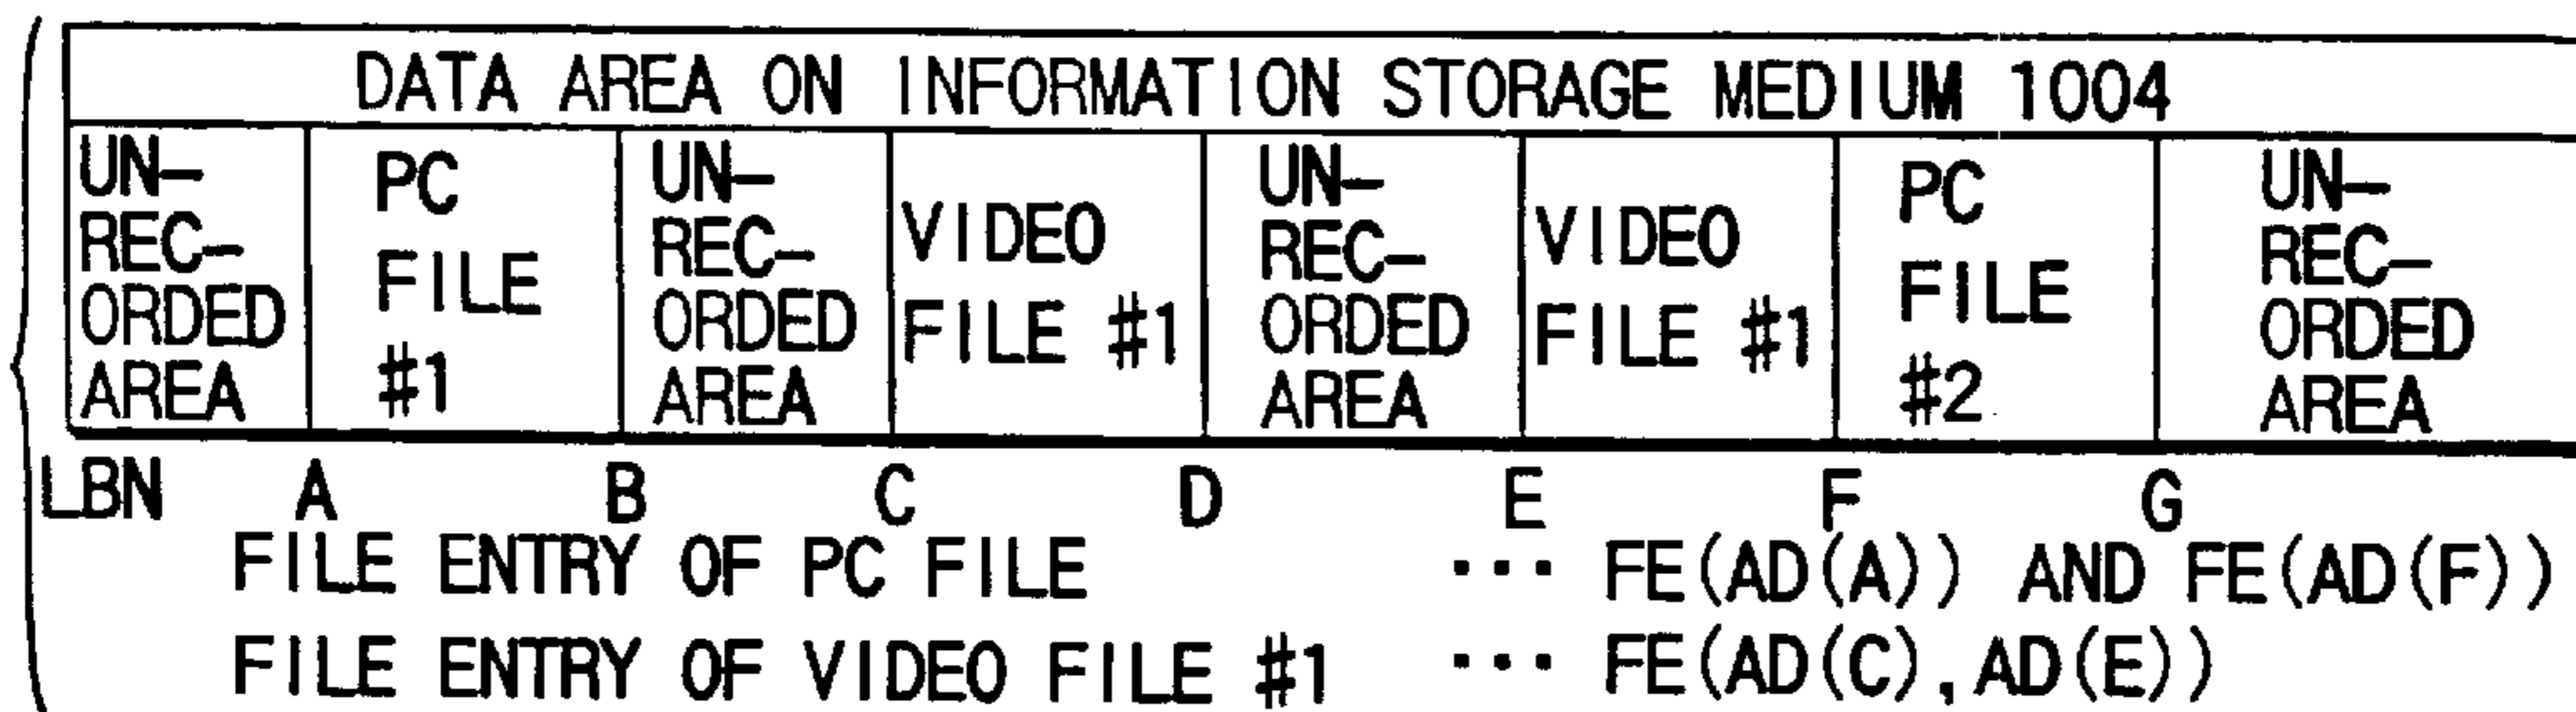 DATA AREA ON INFORMATION STORAGE MEDIUM 1004
UN-
REC-
ORDED
AREA
PC
FILE
#1
UN-
REC-
ORDED
AREA
VIDEO
FILE #1
UN-
REC-
ORDED
AREA
VIDEO
FILE #1
PC
FILE
#2
UN-
REC-
ORDED
AREA
LBN A B C D E F G
FILE ENTRY OF PC FILE ... FE(AD(A)) AND FE(AD(F))
FILE ENTRY OF VIDEO FILE #1 ... FE(AD(C),AD(E))